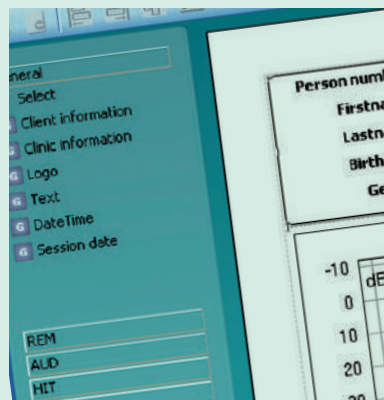 neral
Select
Client information
Clinic information
Logo
Text
DateTime
Session date
REM
AUD
HIT
Person numb
Firstna
Lastn
Birth
Ge
-10
dB
0
10
20
30